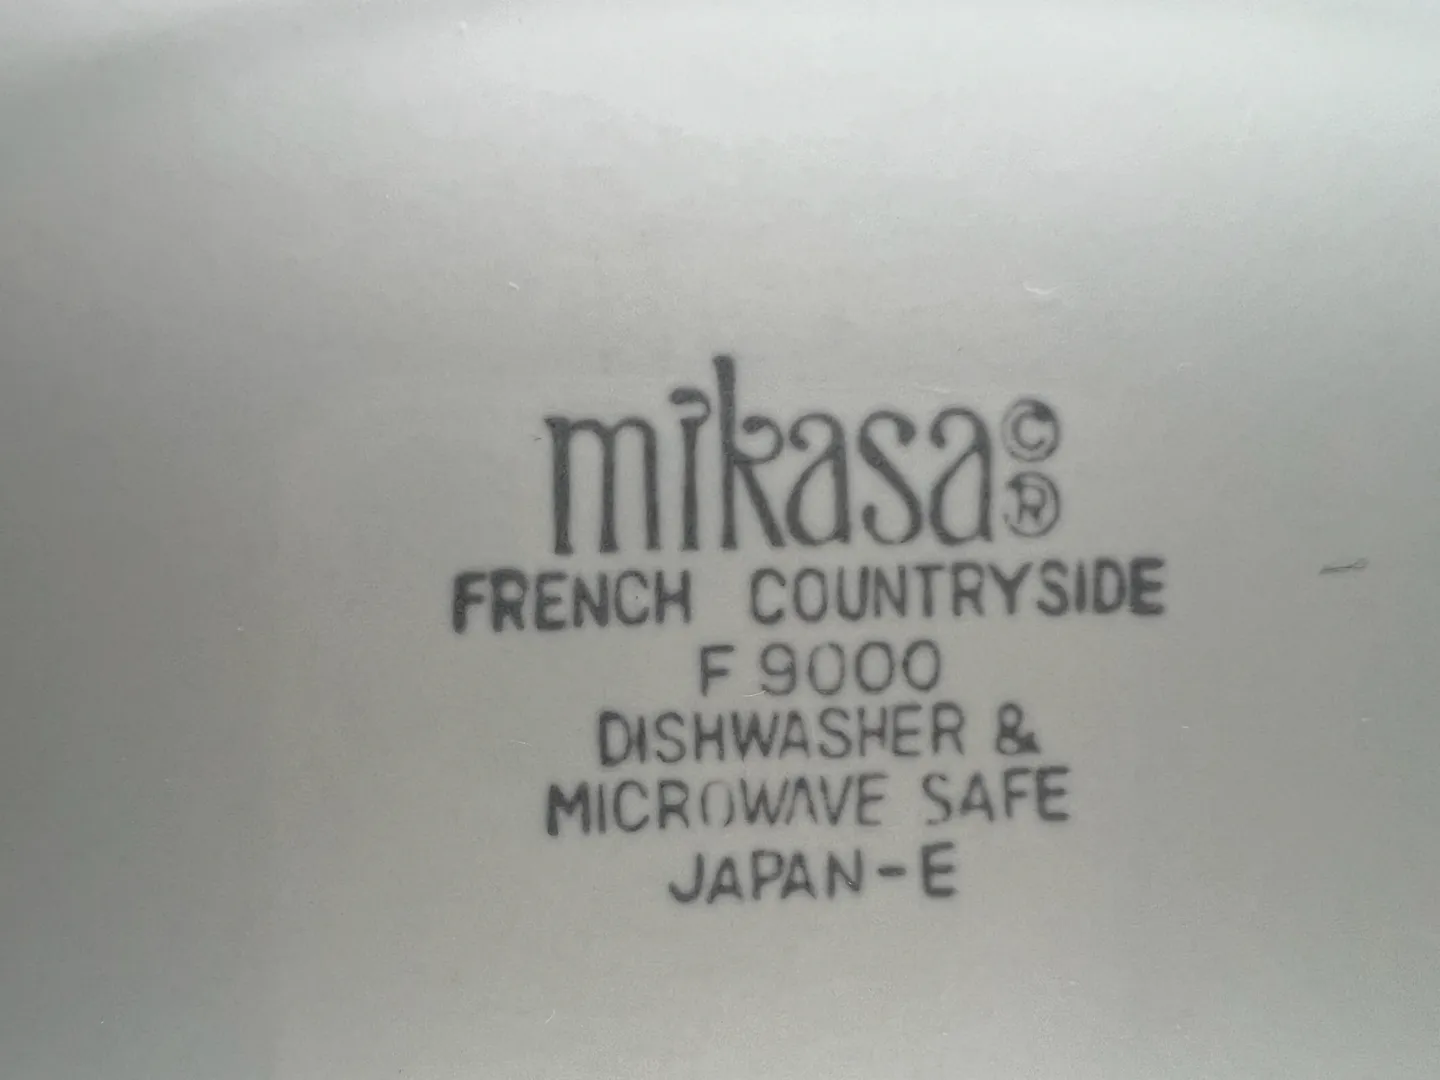 mikasa©®
FRENCH COUNTRYSIDE
F 9000
DISHWASHER &
MICROWAVE SAFE
JAPAN-E